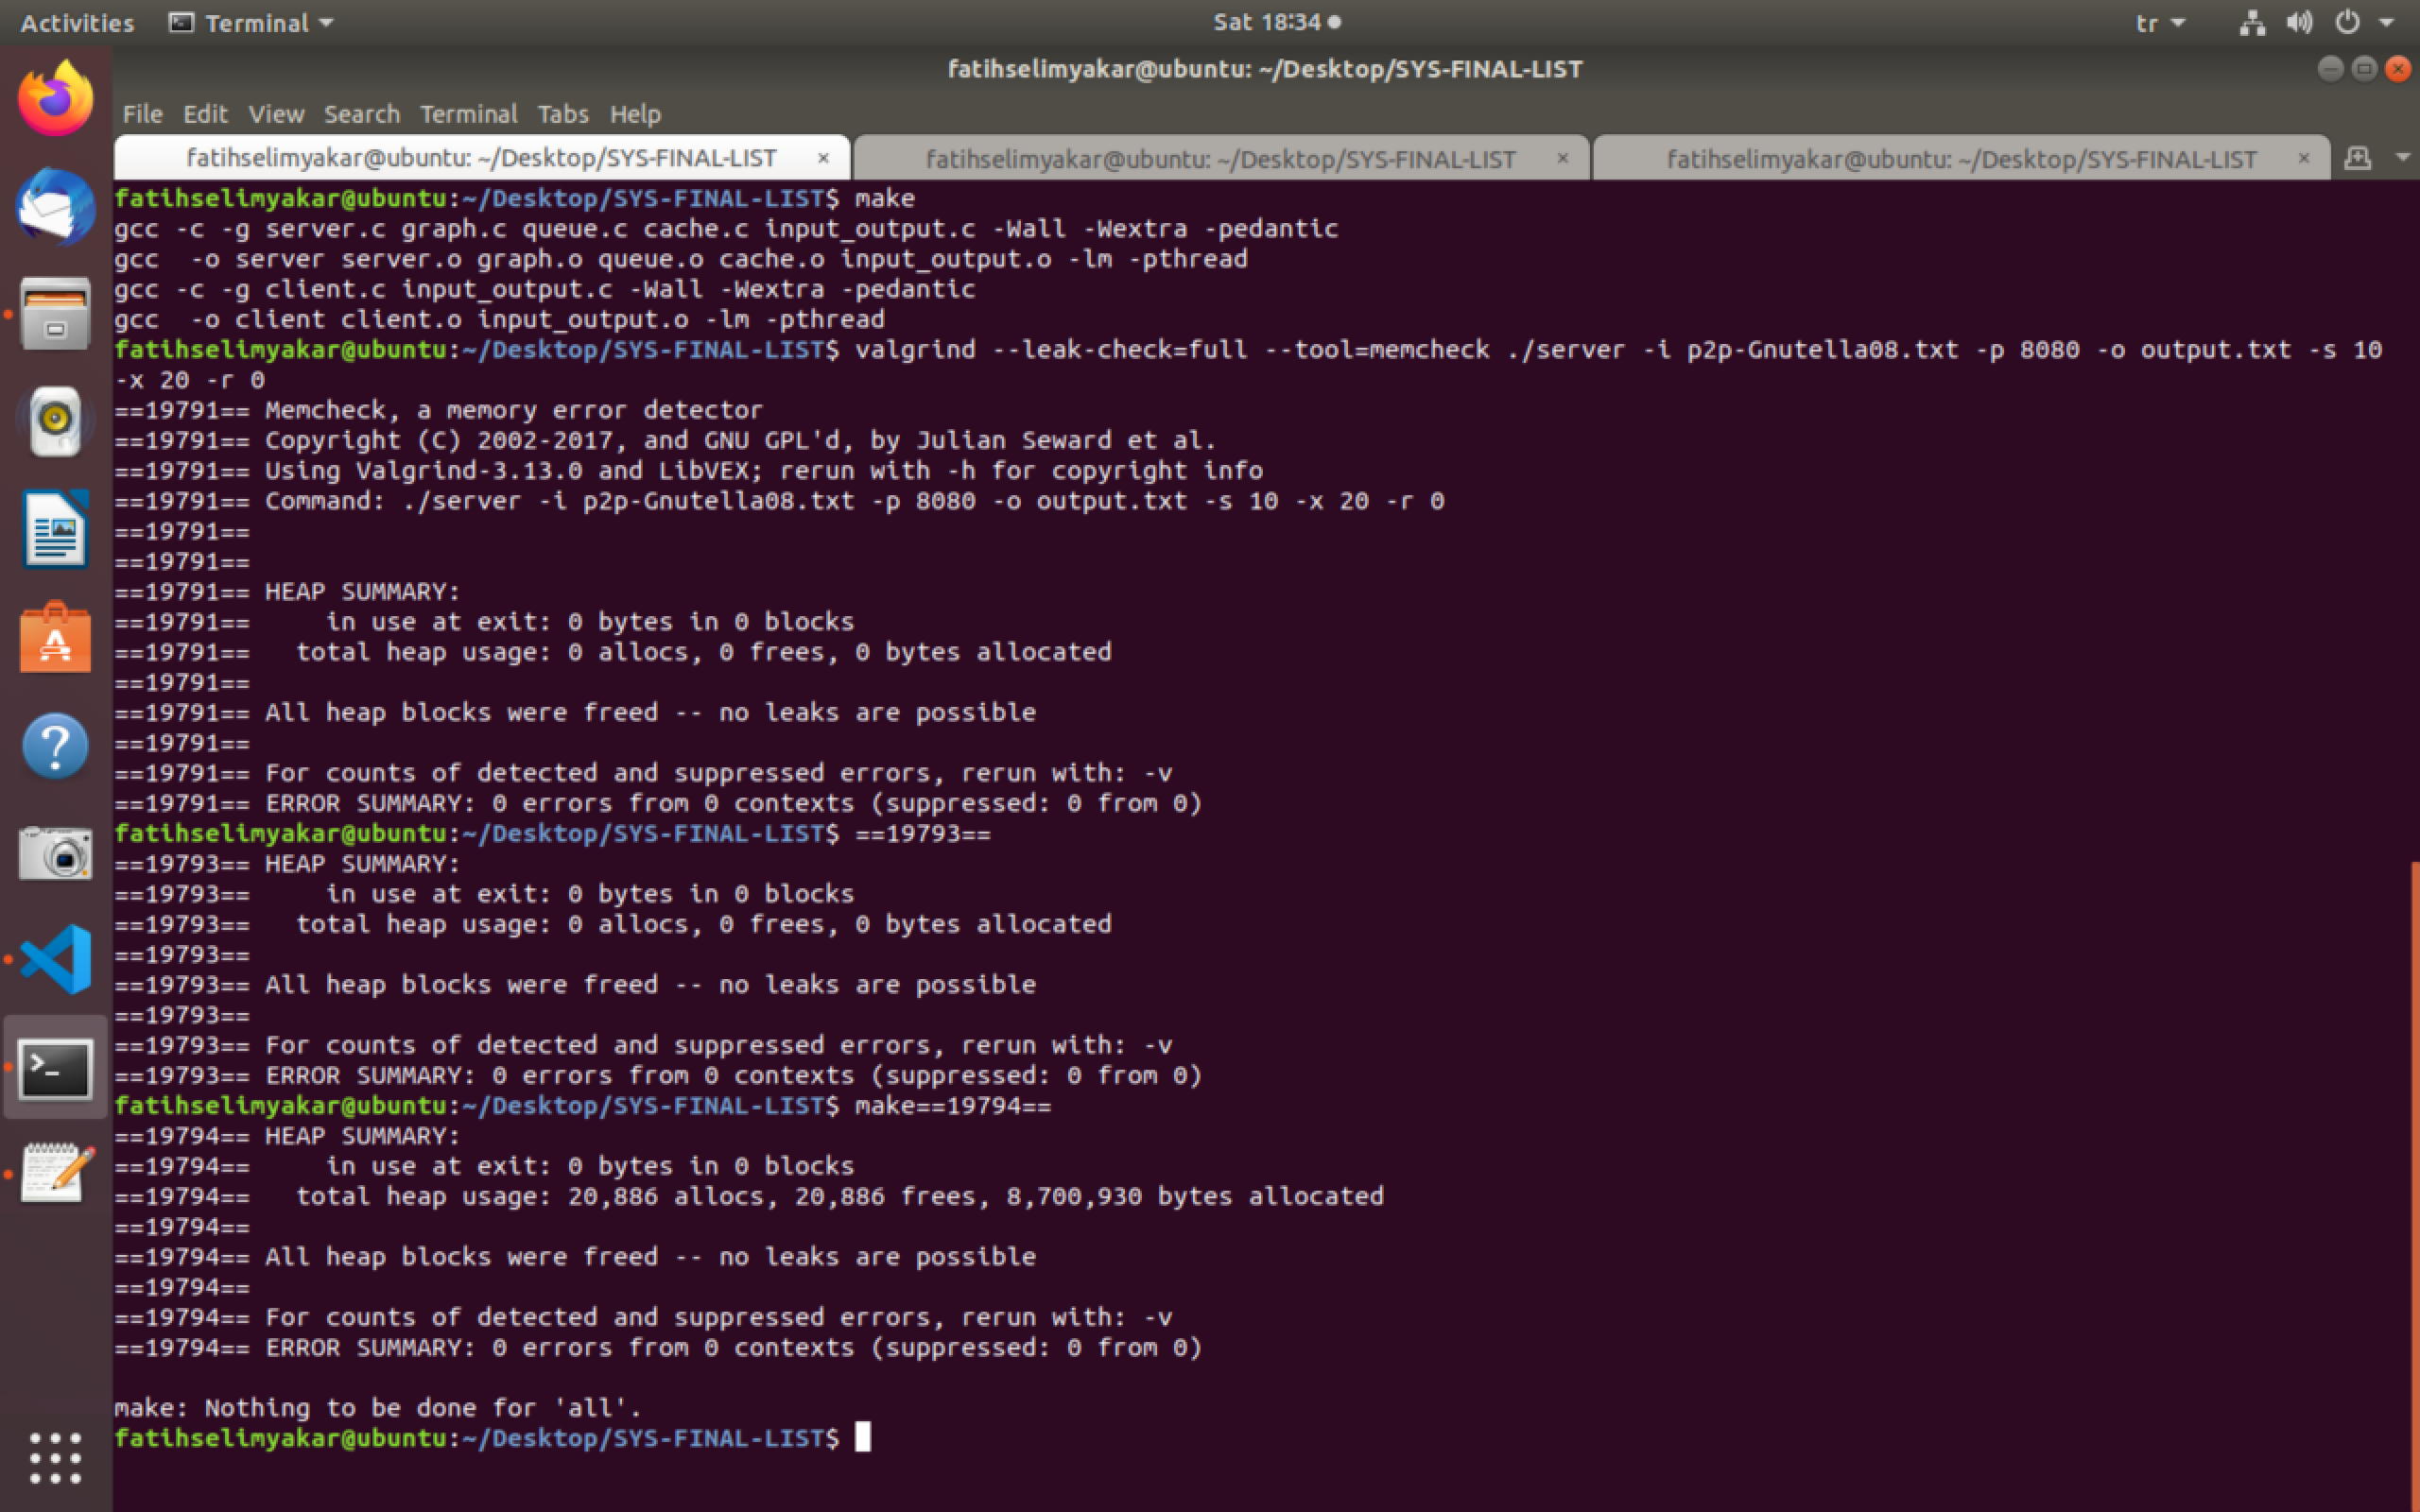 Activities Terminal Sat 18:34 tr
fatihselimyakar@ubuntu: ~/Desktop/SYS-FINAL-LIST
File Edit View Search Terminal Tabs Help
fatihselimyakar@ubuntu: ~/Desktop/SYS-FINAL-LIST × fatihselimyakar@ubuntu: ~/Desktop/SYS-FINAL-LIST × fatihselimyakar@ubuntu: ~/Desktop/SYS-FINAL-LIST ×
fatihselimyakar@ubuntu:~/Desktop/SYS-FINAL-LIST$ make
gcc -c -g server.c graph.c queue.c cache.c input_output.c -Wall -Wextra -pedantic
gcc  -o server server.o graph.o queue.o cache.o input_output.o -lm -pthread
gcc -c -g client.c input_output.c -Wall -Wextra -pedantic
gcc  -o client client.o input_output.o -lm -pthread
fatihselimyakar@ubuntu:~/Desktop/SYS-FINAL-LIST$ valgrind --leak-check=full --tool=memcheck ./server -i p2p-Gnutella08.txt -p 8080 -o output.txt -s 10
-x 20 -r 0
==19791== Memcheck, a memory error detector
==19791== Copyright (C) 2002-2017, and GNU GPL'd, by Julian Seward et al.
==19791== Using Valgrind-3.13.0 and LibVEX; rerun with -h for copyright info
==19791== Command: ./server -i p2p-Gnutella08.txt -p 8080 -o output.txt -s 10 -x 20 -r 0
==19791==
==19791==
==19791== HEAP SUMMARY:
==19791==     in use at exit: 0 bytes in 0 blocks
==19791==   total heap usage: 0 allocs, 0 frees, 0 bytes allocated
==19791==
==19791== All heap blocks were freed -- no leaks are possible
==19791==
==19791== For counts of detected and suppressed errors, rerun with: -v
==19791== ERROR SUMMARY: 0 errors from 0 contexts (suppressed: 0 from 0)
fatihselimyakar@ubuntu:~/Desktop/SYS-FINAL-LIST$ ==19793==
==19793== HEAP SUMMARY:
==19793==     in use at exit: 0 bytes in 0 blocks
==19793==   total heap usage: 0 allocs, 0 frees, 0 bytes allocated
==19793==
==19793== All heap blocks were freed -- no leaks are possible
==19793==
==19793== For counts of detected and suppressed errors, rerun with: -v
==19793== ERROR SUMMARY: 0 errors from 0 contexts (suppressed: 0 from 0)
fatihselimyakar@ubuntu:~/Desktop/SYS-FINAL-LIST$ make==19794==
==19794== HEAP SUMMARY:
==19794==     in use at exit: 0 bytes in 0 blocks
==19794==   total heap usage: 20,886 allocs, 20,886 frees, 8,700,930 bytes allocated
==19794==
==19794== All heap blocks were freed -- no leaks are possible
==19794==
==19794== For counts of detected and suppressed errors, rerun with: -v
==19794== ERROR SUMMARY: 0 errors from 0 contexts (suppressed: 0 from 0)
make: Nothing to be done for 'all'.
fatihselimyakar@ubuntu:~/Desktop/SYS-FINAL-LIST$